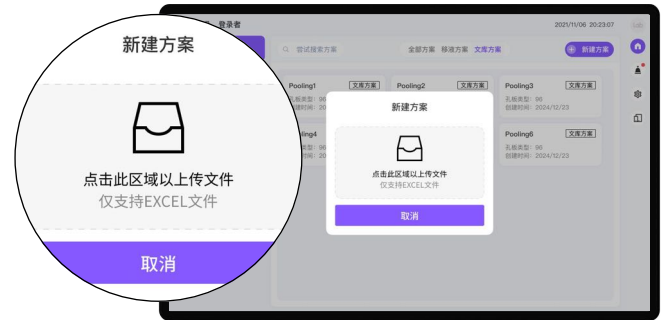 登录者
2021/11/06 20:23:07
尝试搜索方案
全部方案 移液方案 文库方案
新建方案
Pooling1 文库方案
孔板类型: 96
Pooling2 文库方案
Pooling3 文库方案
孔板类型: 96
创建时间: 2024/12/23
Pooling6 文库方案
孔板类型: 96
创建时间: 2024/12/23
新建方案
点击此区域以上传文件
仅支持EXCEL文件
取消
新建方案
点击此区域以上传文件
仅支持EXCEL文件
取消